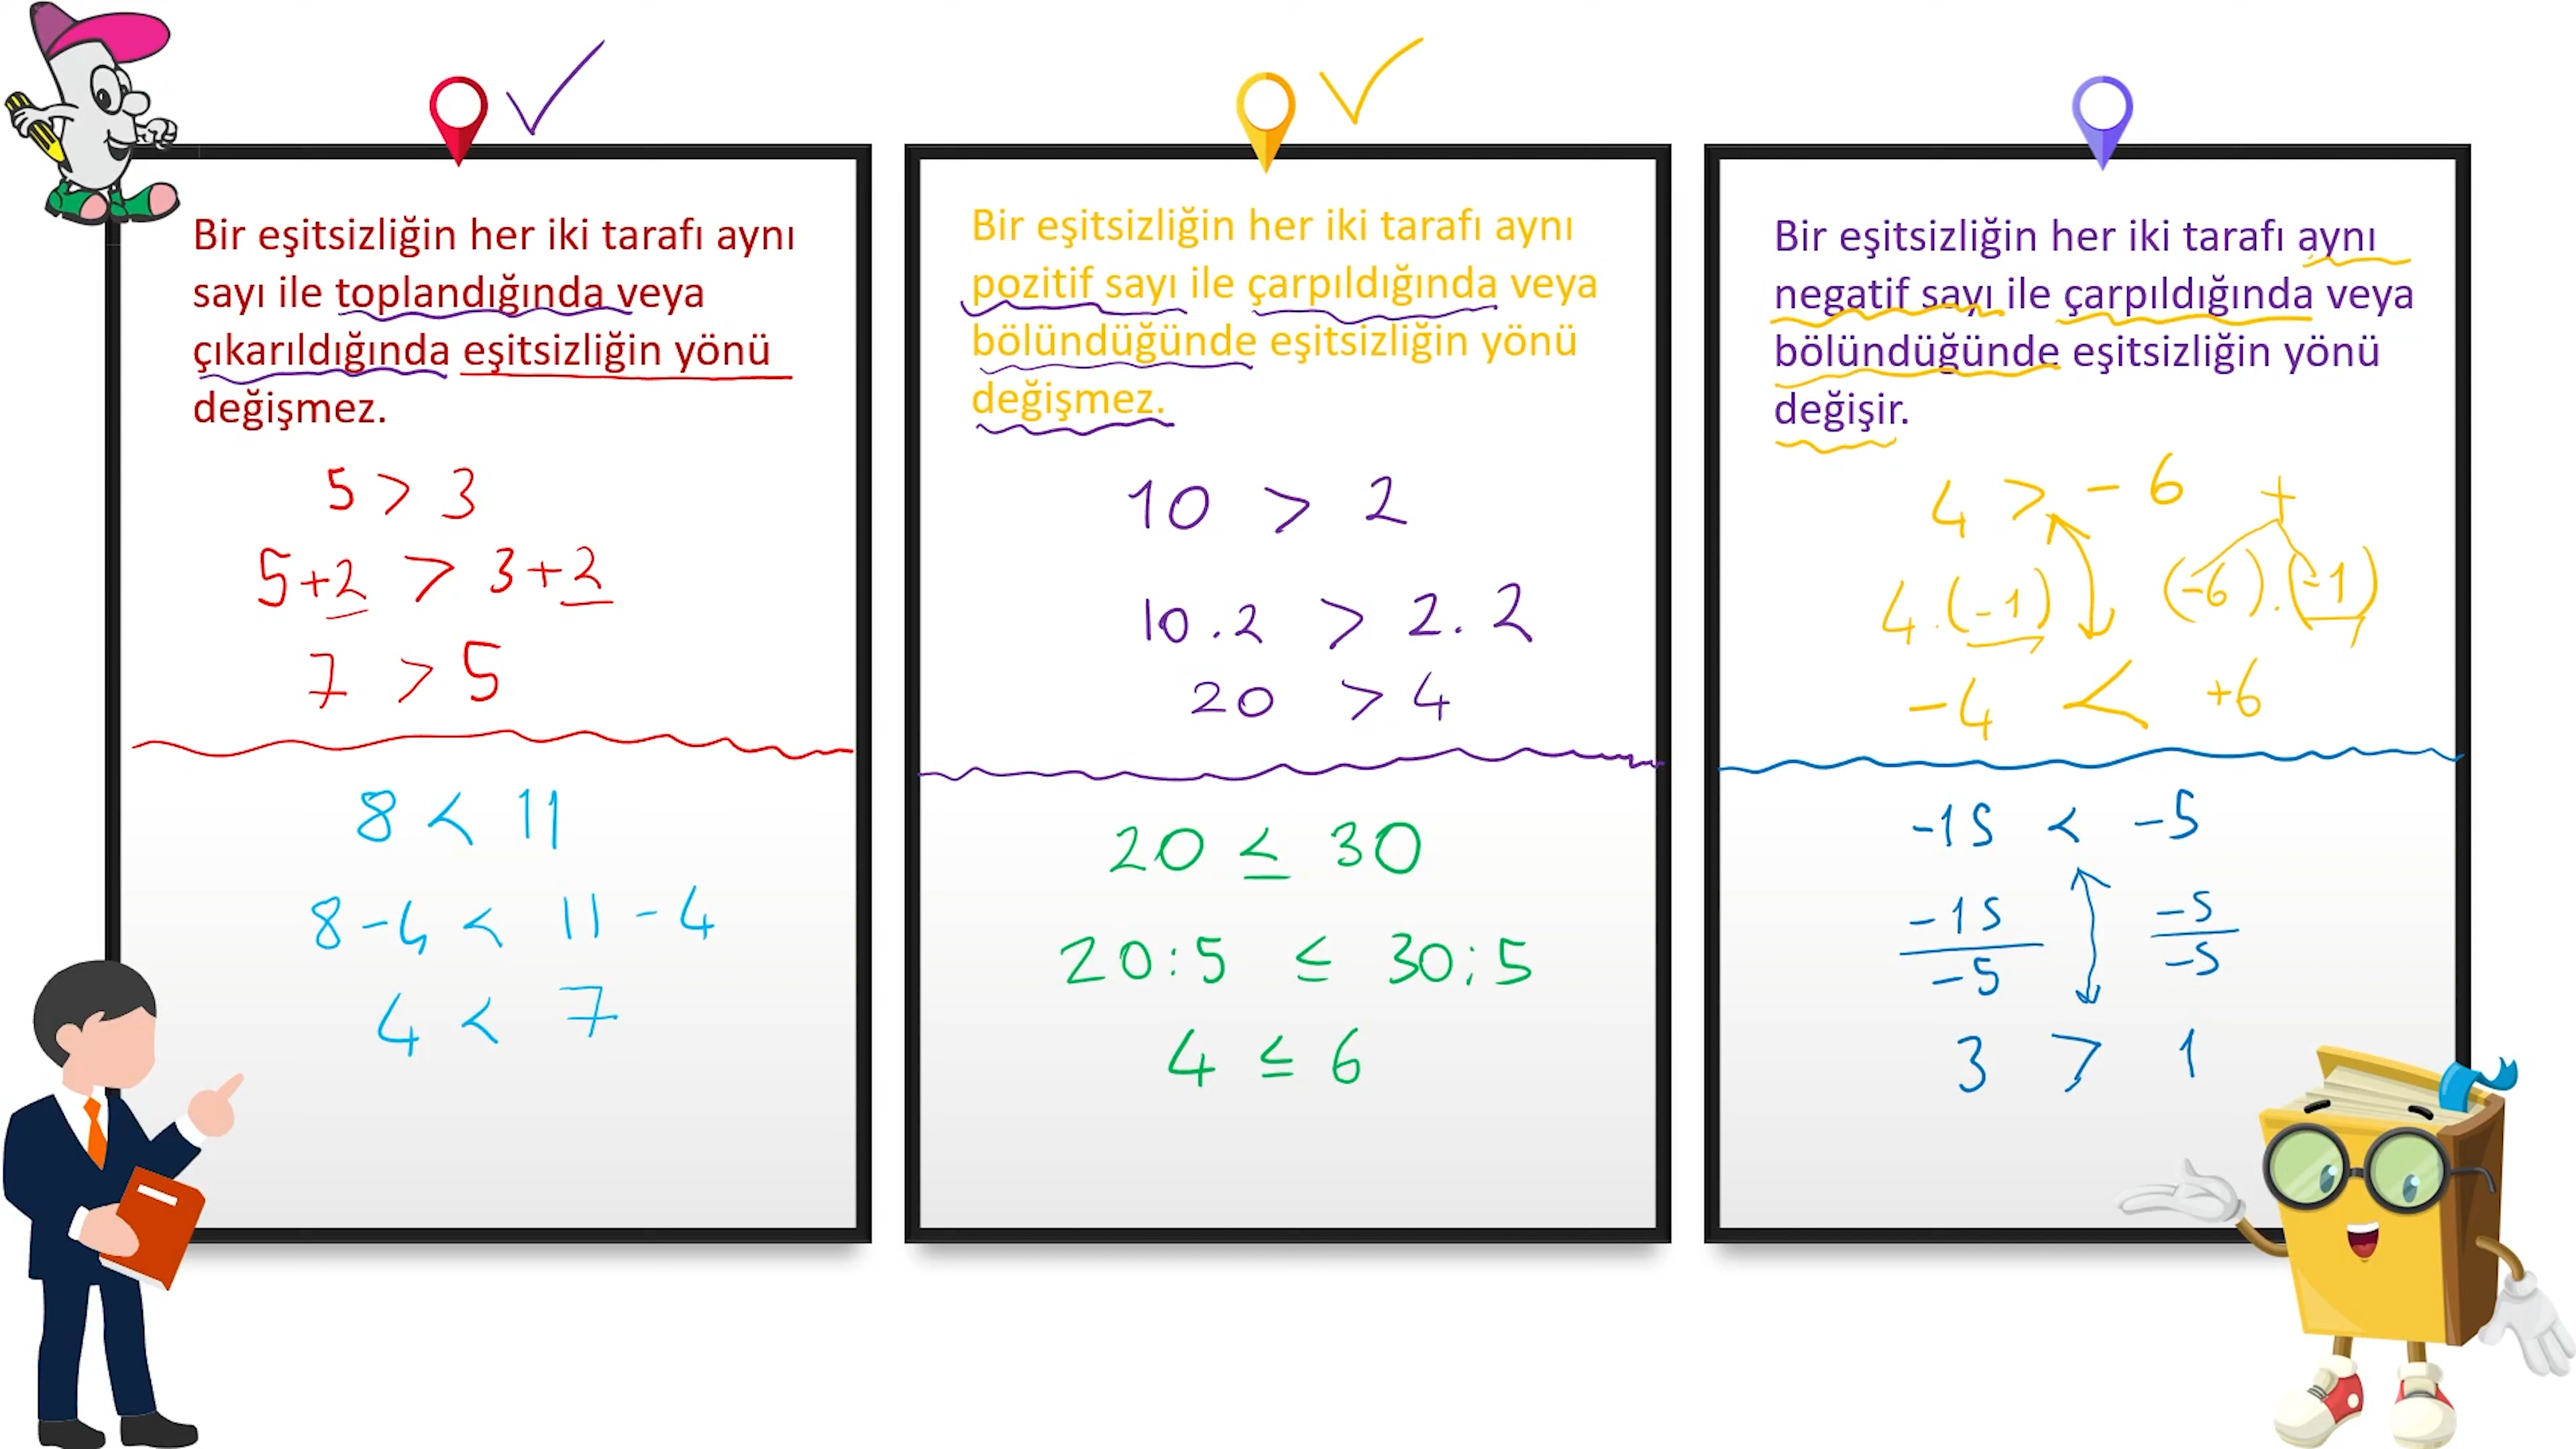 Bir eşitsizliğin her iki tarafı aynı
sayı ile toplandığında veya
çıkarıldığında eşitsizliğin yönü
değişmez.
5 > 3
5+2 > 3+2
7 > 5
8 < 11
8-4 < 11-4
4 < 7
Bir eşitsizliğin her iki tarafı aynı
pozitif sayı ile çarpıldığında veya
bölündüğünde eşitsizliğin yönü
değişmez.
10 > 2
10.2 > 2.2
20 > 4
20 ≤ 30
20:5 ≤ 30:5
4 ≤ 6
Bir eşitsizliğin her iki tarafı aynı
negatif sayı ile çarpıldığında veya
bölündüğünde eşitsizliğin yönü
değişir.
4 > -6 +
4.(-1) (-6).(-1)
-4 < +6
-15 < -5
-15 -5
-5 -5
3 > 1